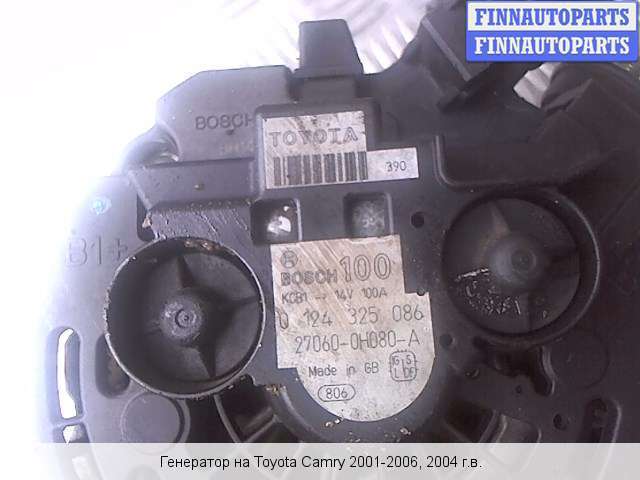 FINNAUTOPARTS
FINNAUTOPARTS
BOSCH
TOYOTA
390
B1+
BOSCH 100
KCB1 → 14V 100A
0 124 325 086
27060-0H080-A
Made in GB
806
Генератор на Toyota Camry 2001-2006, 2004 г.в.